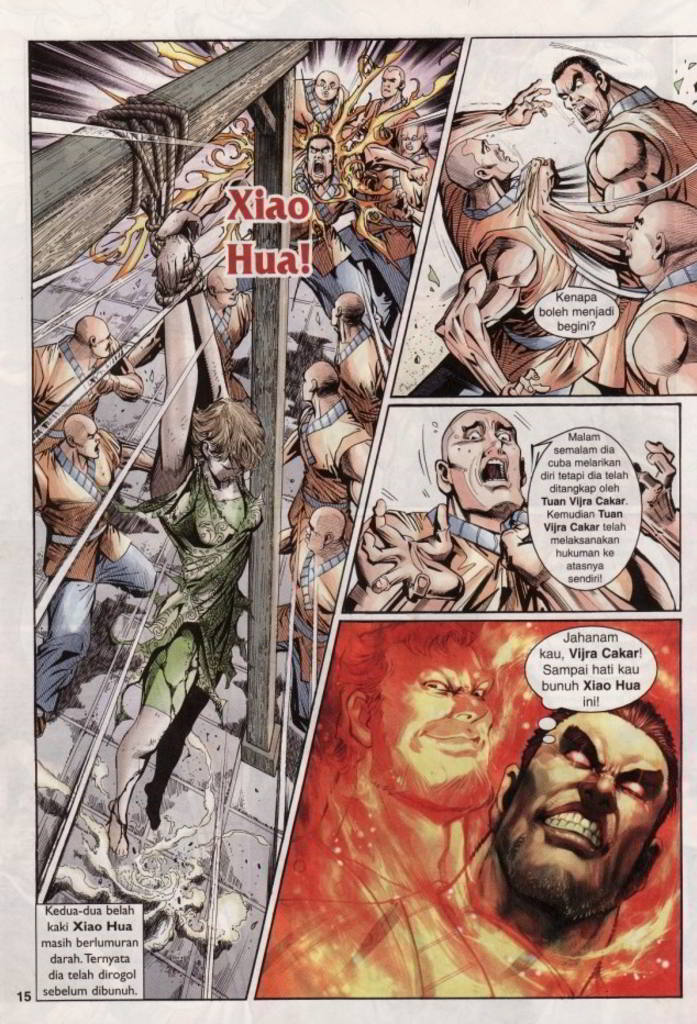 Xiao
Hua!
Kenapa
boleh menjadi
begini?
Malam
semalam dia
cuba melarikan
diri tetapi dia
telah
ditangkap oleh
Tuan Vijra Cakar.
Kemudian Tuan
Vijra Cakar telah
melaksanakan
hukuman ke
atasnya
sendiri!
Jahanam
kau, Vijra Cakar!
Sampai hati kau
bunuh Xiao Hua
ini!
Kedua-dua belah
kaki Xiao Hua
masih berlumuran
darah. Ternyata
dia telah dirogol
sebelum dibunuh.
15